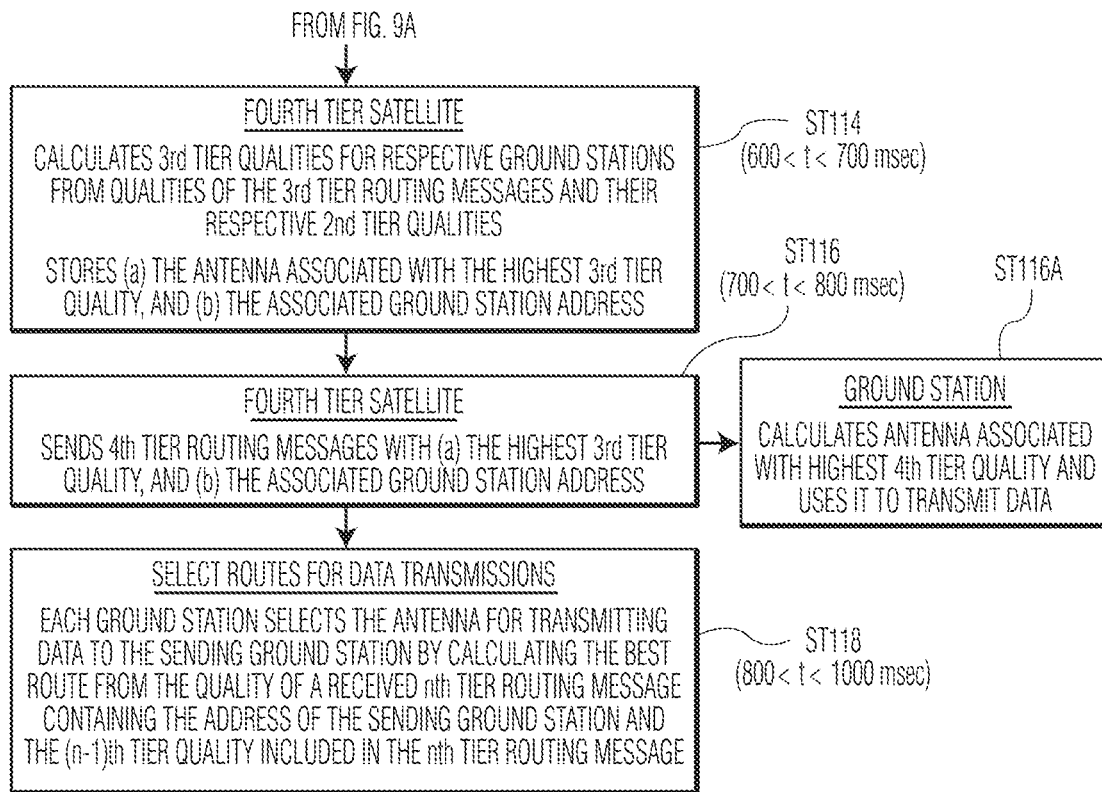 FROM FIG. 9A
FOURTH TIER SATELLITE
CALCULATES 3rd TIER QUALITIES FOR RESPECTIVE GROUND STATIONS
FROM QUALITIES OF THE 3rd TIER ROUTING MESSAGES AND THEIR
RESPECTIVE 2nd TIER QUALITIES
STORES (a) THE ANTENNA ASSOCIATED WITH THE HIGHEST 3rd TIER
QUALITY, AND (b) THE ASSOCIATED GROUND STATION ADDRESS
ST114
(600 < t < 700 msec)
FOURTH TIER SATELLITE
SENDS 4th TIER ROUTING MESSAGES WITH (a) THE HIGHEST 3rd TIER
QUALITY, AND (b) THE ASSOCIATED GROUND STATION ADDRESS
ST116
(700 < t < 800 msec)
ST116A
GROUND STATION
CALCULATES ANTENNA ASSOCIATED
WITH HIGHEST 4th TIER QUALITY AND
USES IT TO TRANSMIT DATA
SELECT ROUTES FOR DATA TRANSMISSIONS
EACH GROUND STATION SELECTS THE ANTENNA FOR TRANSMITTING
DATA TO THE SENDING GROUND STATION BY CALCULATING THE BEST
ROUTE FROM THE QUALITY OF A RECEIVED nth TIER ROUTING MESSAGE
CONTAINING THE ADDRESS OF THE SENDING GROUND STATION AND
THE (n-1)th TIER QUALITY INCLUDED IN THE nth TIER ROUTING MESSAGE
ST118
(800 < t < 1000 msec)